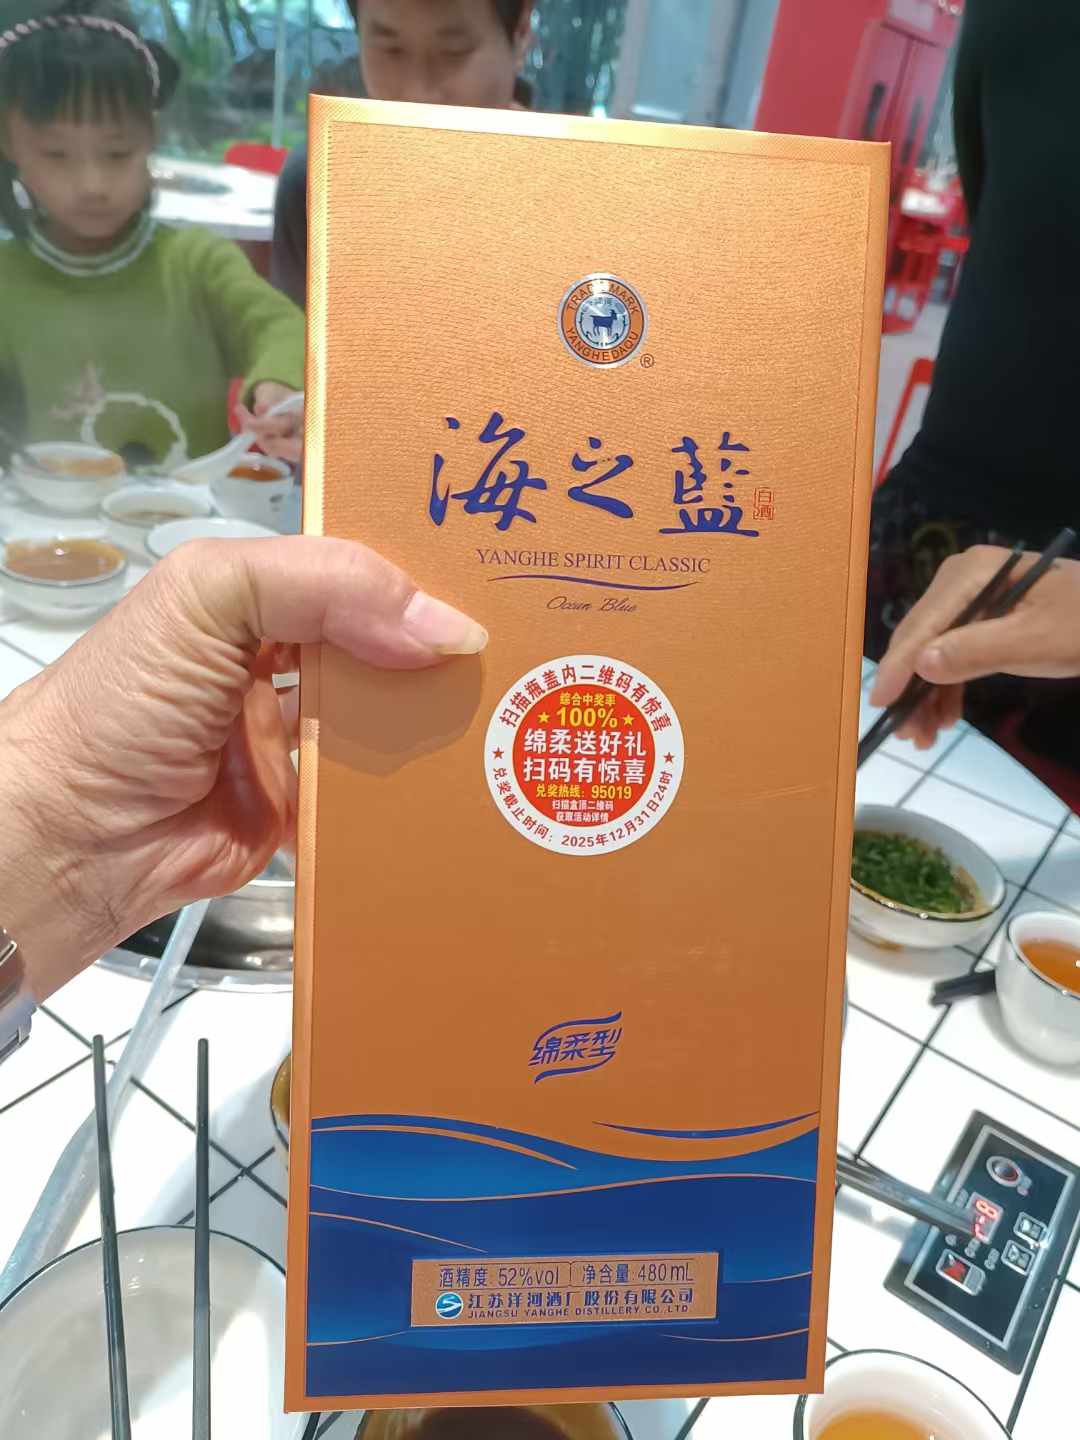 TRADE MARK
洋河
YANGHEDAQU
®
海之藍
白酒
YANGHE SPIRIT CLASSIC
Ocean Blue
扫描瓶盖内二维码有惊喜
综合中奖率
★100%★
绵柔送好礼
扫码有惊喜
兑奖热线：95019
扫描盒顶二维码
获取活动详情
★兑奖截止时间：2025年12月31日24时★
绵柔型
酒精度:52%vol 净含量:480mL
江苏洋河酒厂股份有限公司
JIANGSU YANGHE DISTILLERY CO.,LTD.